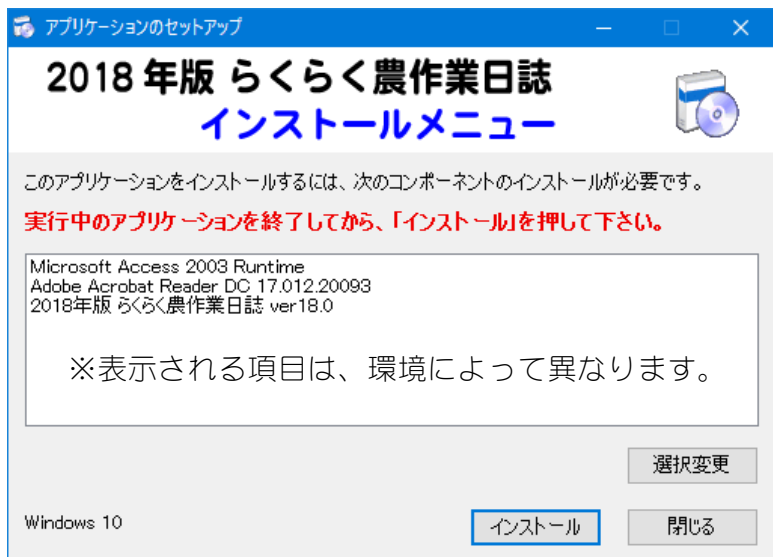 アプリケーションのセットアップ
2018 年版 らくらく農作業日誌
インストールメニュー
このアプリケーションをインストールするには、次のコンポーネントのインストールが必要です。
実行中のアプリケーションを終了してから、「インストール」を押して下さい。
Microsoft Access 2003 Runtime
Adobe Acrobat Reader DC 17.012.20093
2018年版 らくらく農作業日誌 ver18.0
※表示される項目は、環境によって異なります。
選択変更
Windows 10
インストール
閉じる